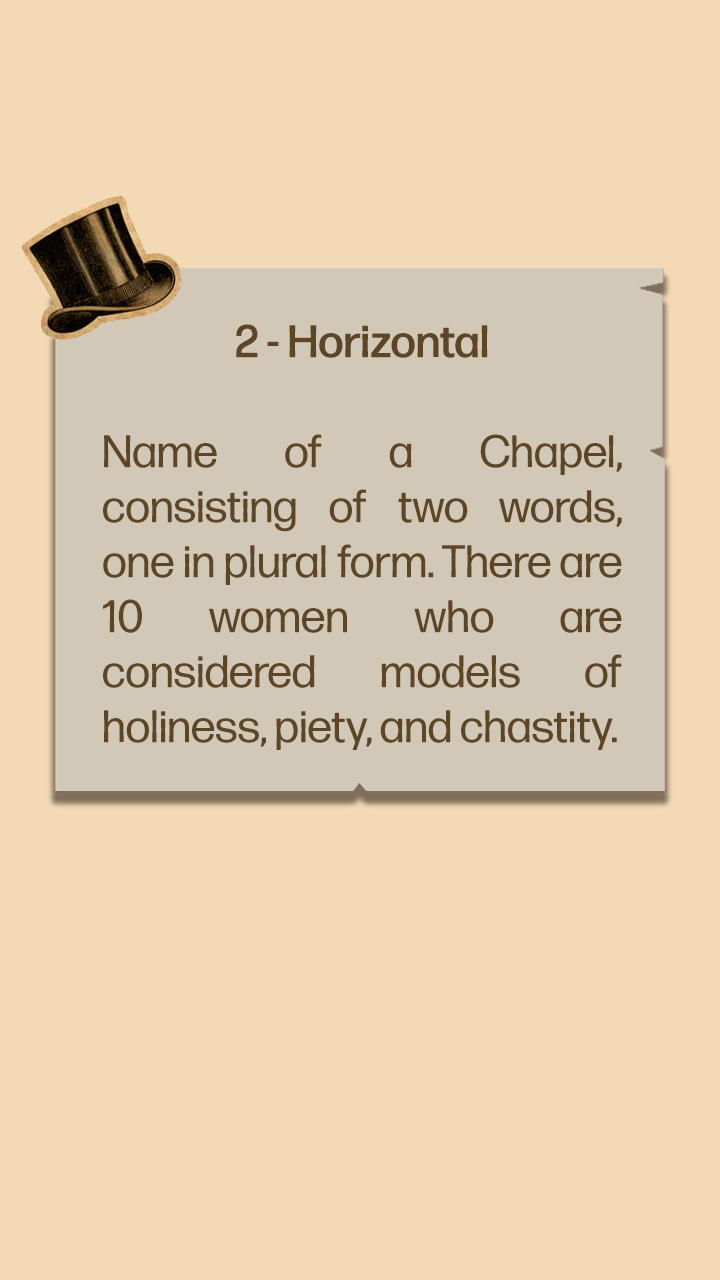 2 - Horizontal
Name of a Chapel,
consisting of two words,
one in plural form. There are
10 women who are
considered models of
holiness, piety, and chastity.